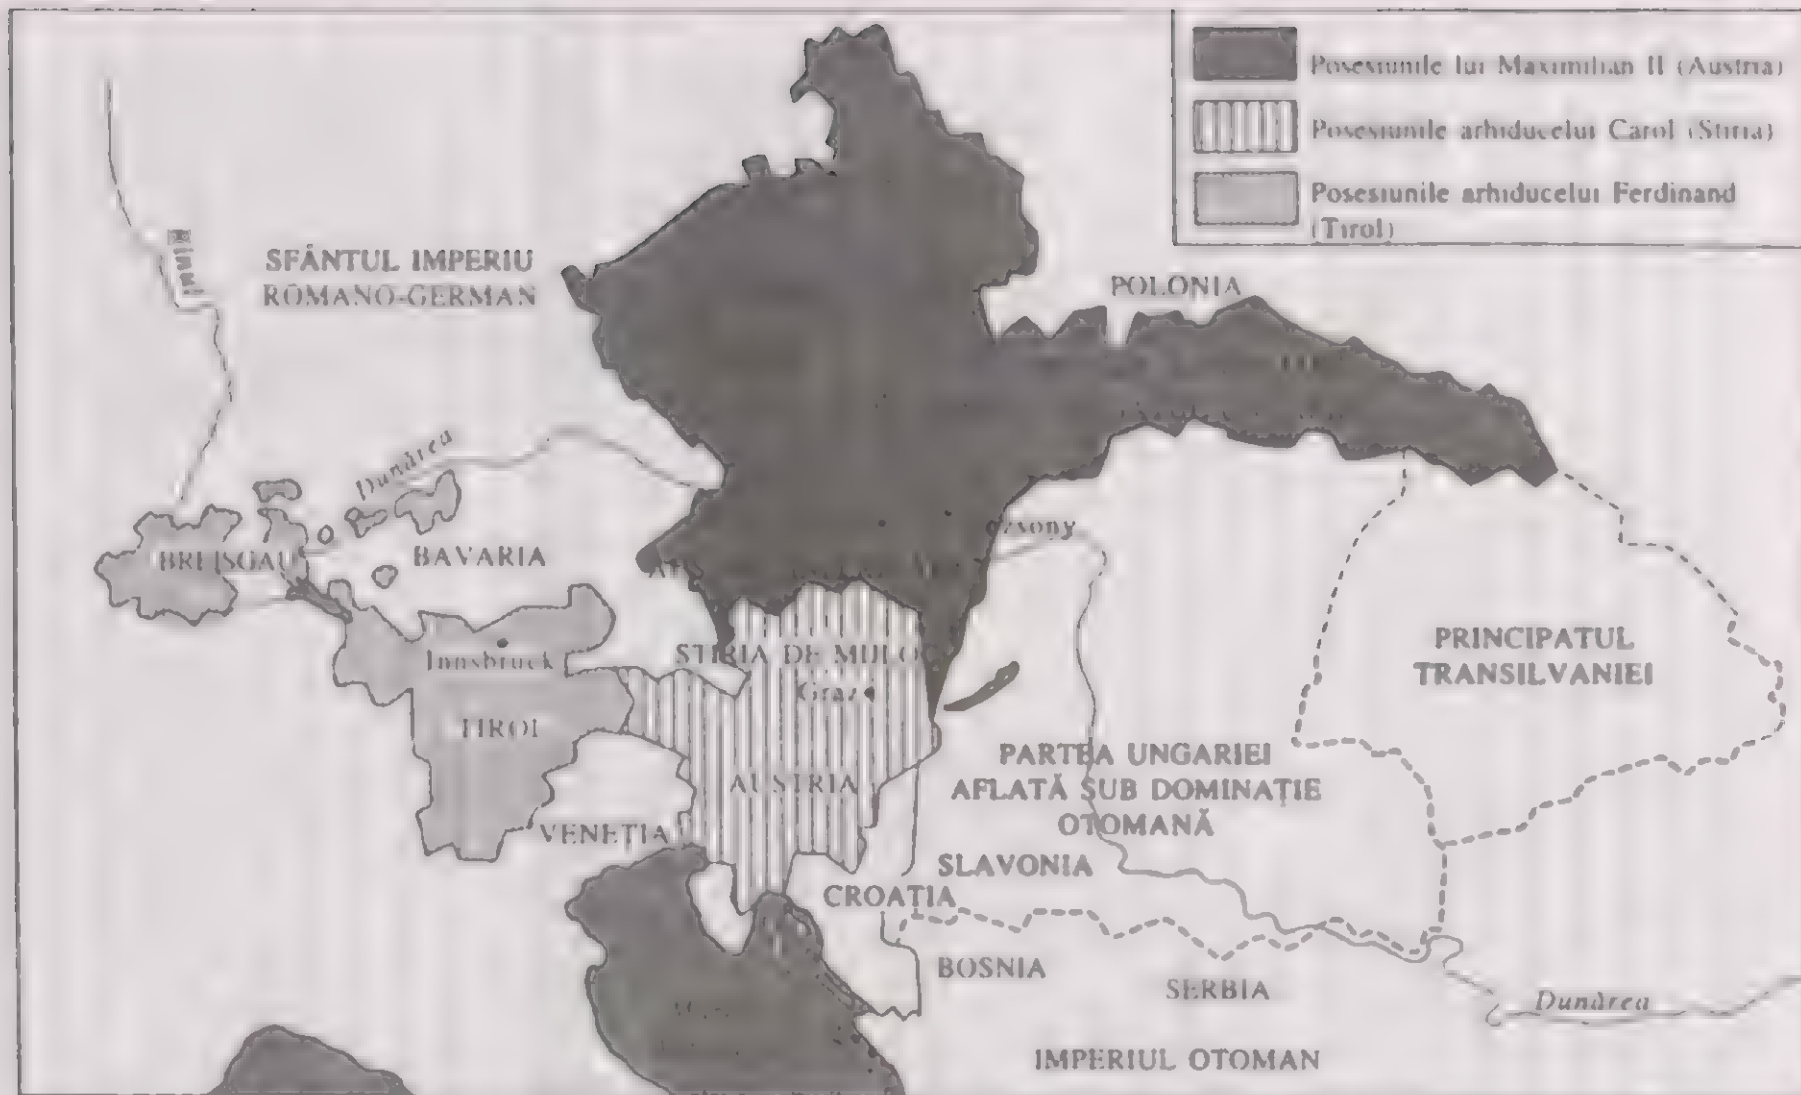 Posesiunile lui Maximilian II (Austria)
Posesiunile arhiducelui Carol (Stiria)
Posesiunile arhiducelui Ferdinand
(Tirol)
SFÂNTUL IMPERIU
ROMANO-GERMAN
POLONIA
Dunărea
BAVARIA
Innsbruck
STIRIA DE MIJLOC
Graz
AUSTRIA
VENEȚIA
PRINCIPATUL
TRANSILVANIEI
PARTEA UNGARIEI
AFLATĂ SUB DOMINAȚIE
OTOMANĂ
SLAVONIA
CROAȚIA
BOSNIA
SERBIA
Dunărea
IMPERIUL OTOMAN